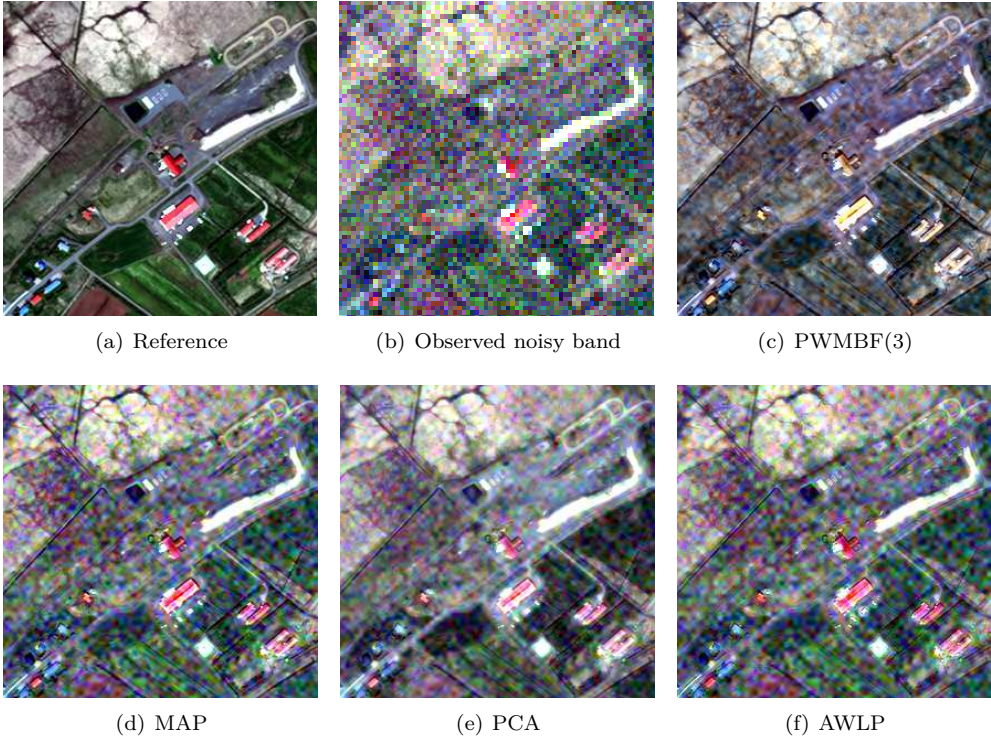 (a) Reference
(b) Observed noisy band
(c) PWMBF(3)
(d) MAP
(e) PCA
(f) AWLP